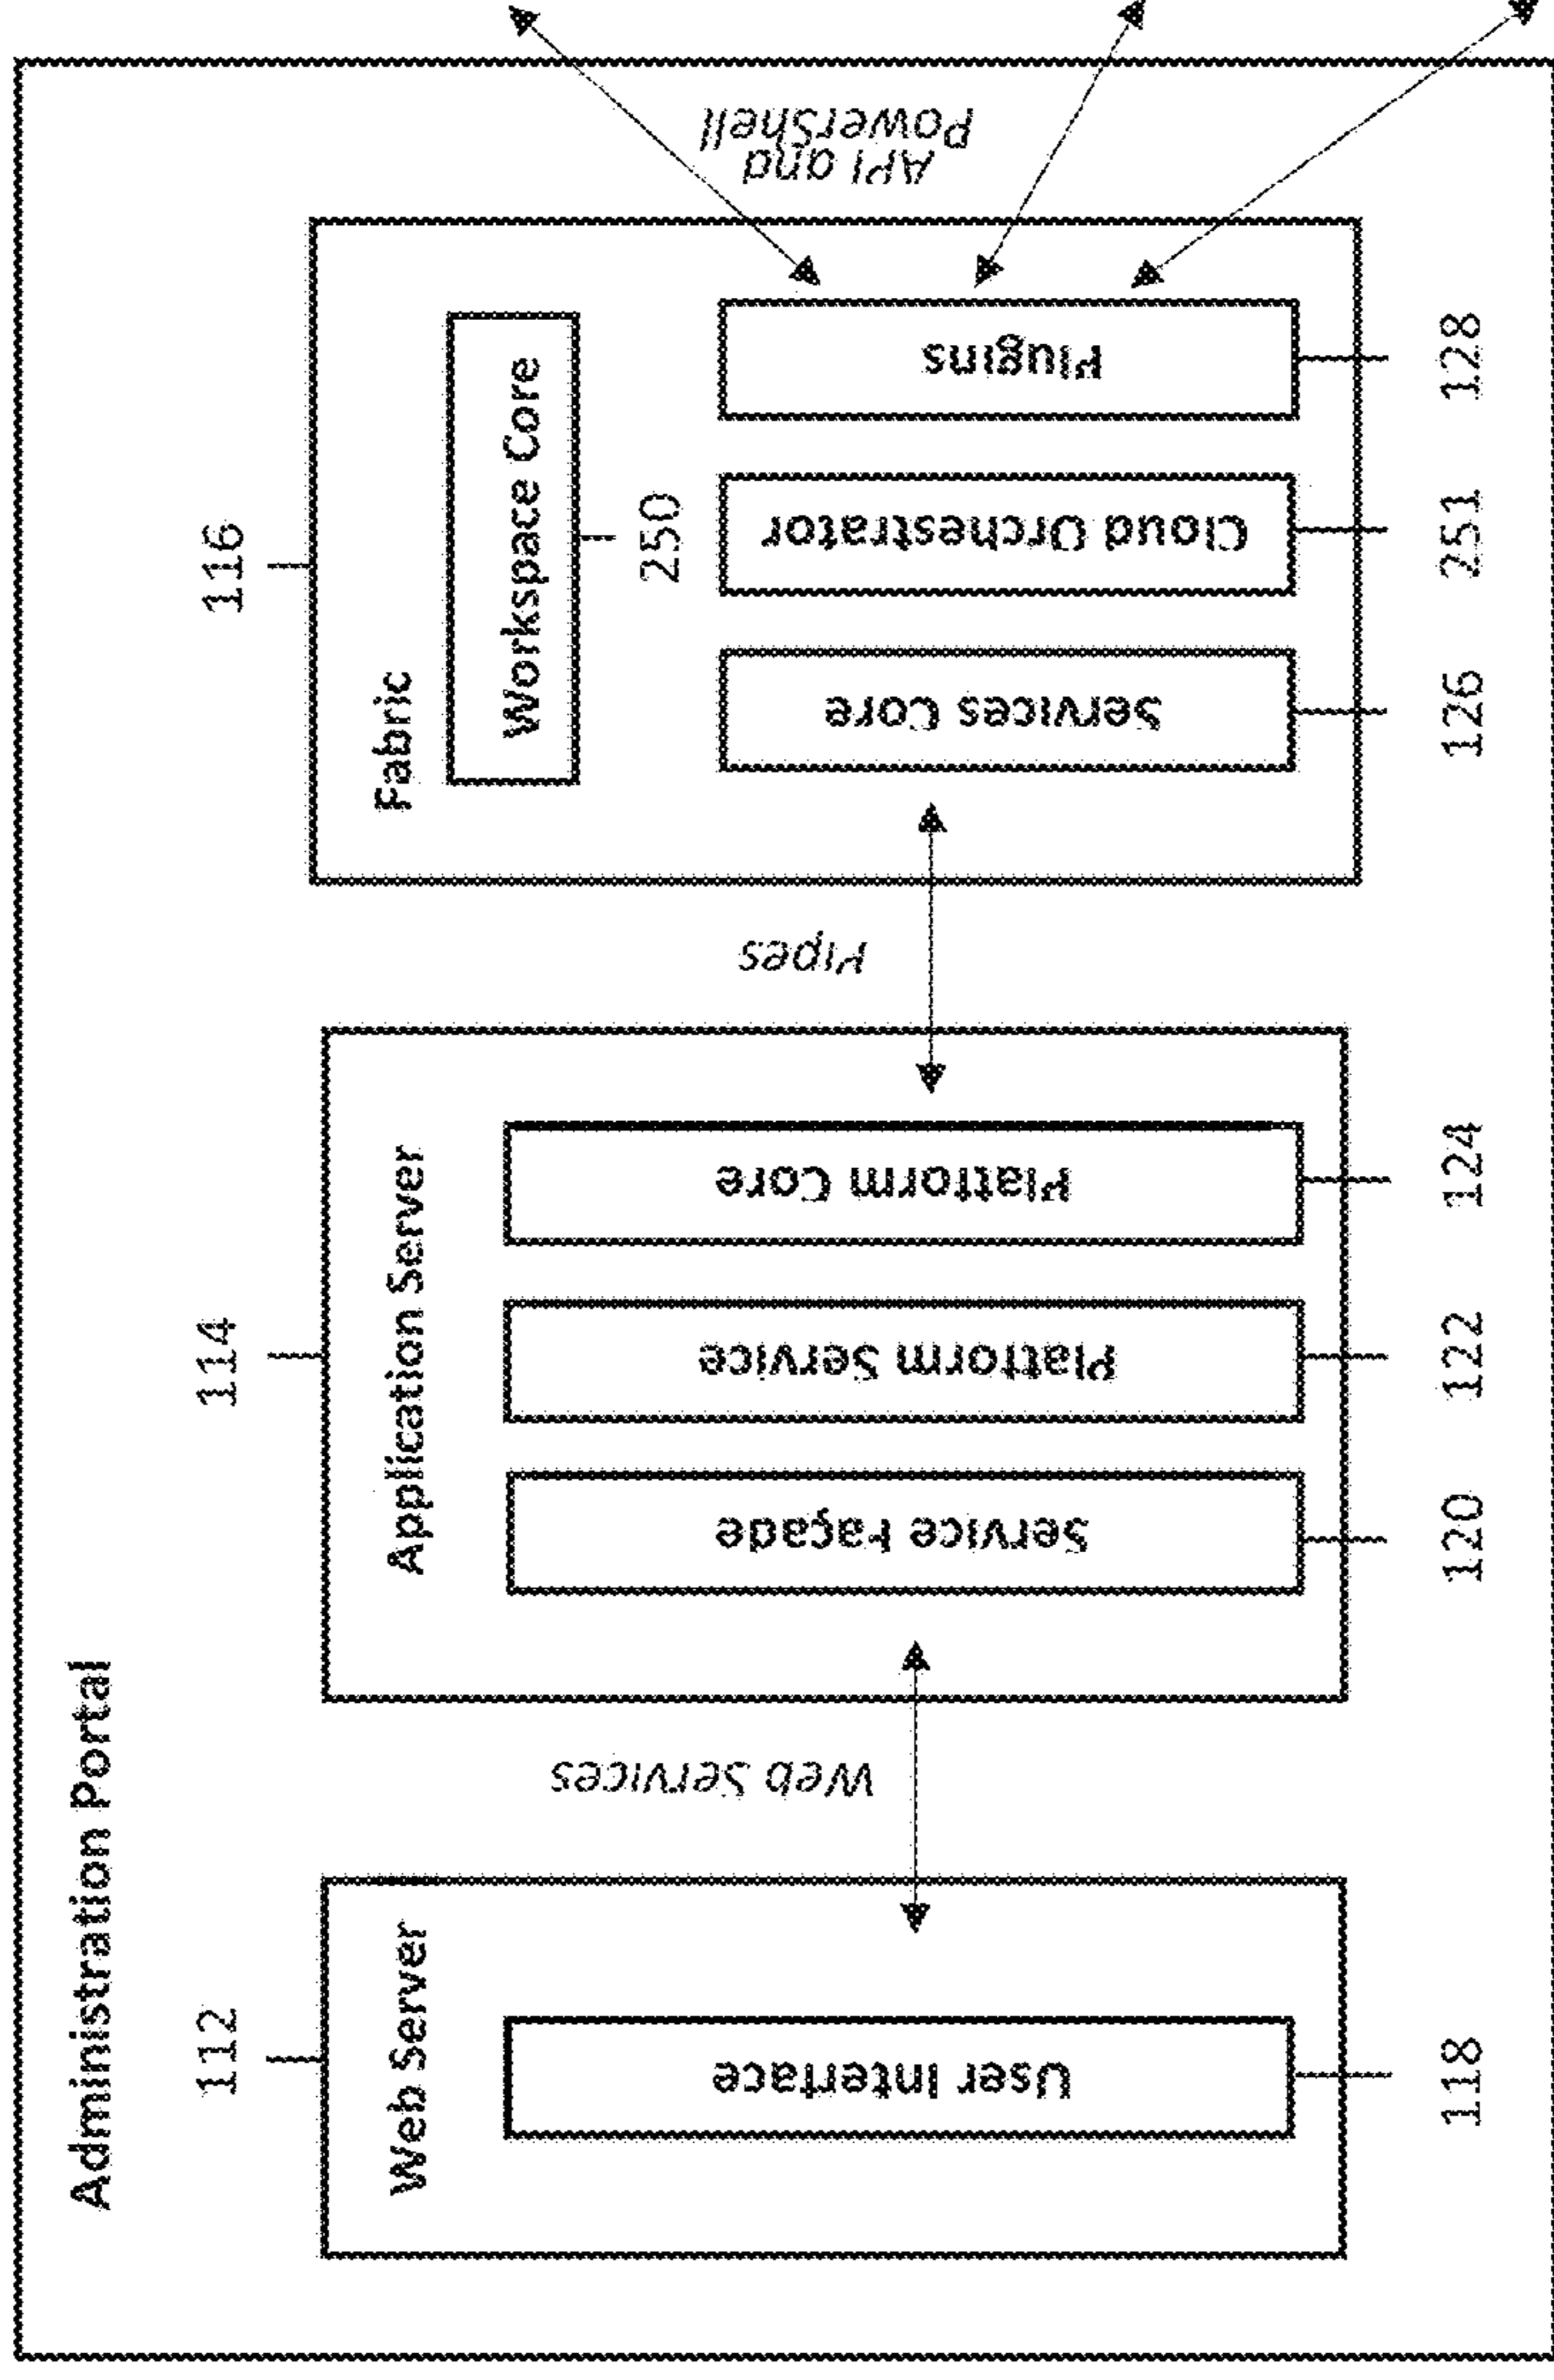 Administration Portal
112
Web Server
User Interface
118
Web Services
114
Application Server
Service Façade
Platform Service
Platform Core
120
122
124
Pipes
116
Fabric
Workspace Core
250
Services Core
Cloud Orchestrator
Plugins
126
251
128
API and
PowerShell